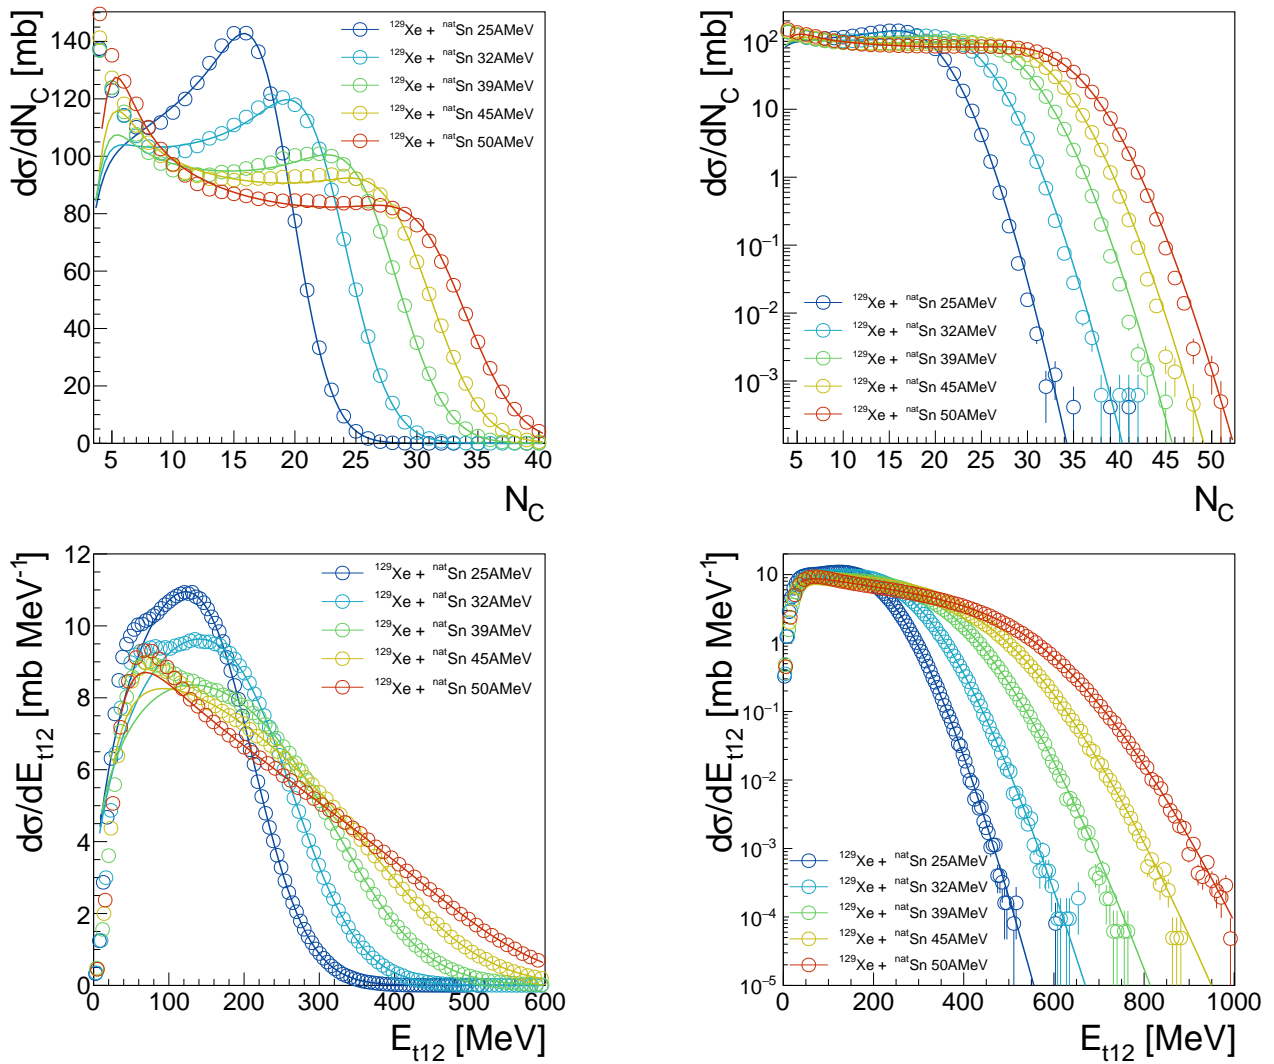 dσ/dN_C [mb]
140
120
100
80
60
40
20
0
¹²⁹Xe + ⁿᵃᵗSn 25AMeV
¹²⁹Xe + ⁿᵃᵗSn 32AMeV
¹²⁹Xe + ⁿᵃᵗSn 39AMeV
¹²⁹Xe + ⁿᵃᵗSn 45AMeV
¹²⁹Xe + ⁿᵃᵗSn 50AMeV
5 10 15 20 25 30 35 40
N_C
dσ/dN_C [mb]
10²
10
1
10⁻¹
10⁻²
10⁻³
¹²⁹Xe + ⁿᵃᵗSn 25AMeV
¹²⁹Xe + ⁿᵃᵗSn 32AMeV
¹²⁹Xe + ⁿᵃᵗSn 39AMeV
¹²⁹Xe + ⁿᵃᵗSn 45AMeV
¹²⁹Xe + ⁿᵃᵗSn 50AMeV
5 10 15 20 25 30 35 40 45 50
N_C
dσ/dE_t12 [mb MeV⁻¹]
12
10
8
6
4
2
0
¹²⁹Xe + ⁿᵃᵗSn 25AMeV
¹²⁹Xe + ⁿᵃᵗSn 32AMeV
¹²⁹Xe + ⁿᵃᵗSn 39AMeV
¹²⁹Xe + ⁿᵃᵗSn 45AMeV
¹²⁹Xe + ⁿᵃᵗSn 50AMeV
0 100 200 300 400 500 600
E_t12 [MeV]
dσ/dE_t12 [mb MeV⁻¹]
10
1
10⁻¹
10⁻²
10⁻³
10⁻⁴
10⁻⁵
¹²⁹Xe + ⁿᵃᵗSn 25AMeV
¹²⁹Xe + ⁿᵃᵗSn 32AMeV
¹²⁹Xe + ⁿᵃᵗSn 39AMeV
¹²⁹Xe + ⁿᵃᵗSn 45AMeV
¹²⁹Xe + ⁿᵃᵗSn 50AMeV
0 200 400 600 800 1000
E_t12 [MeV]